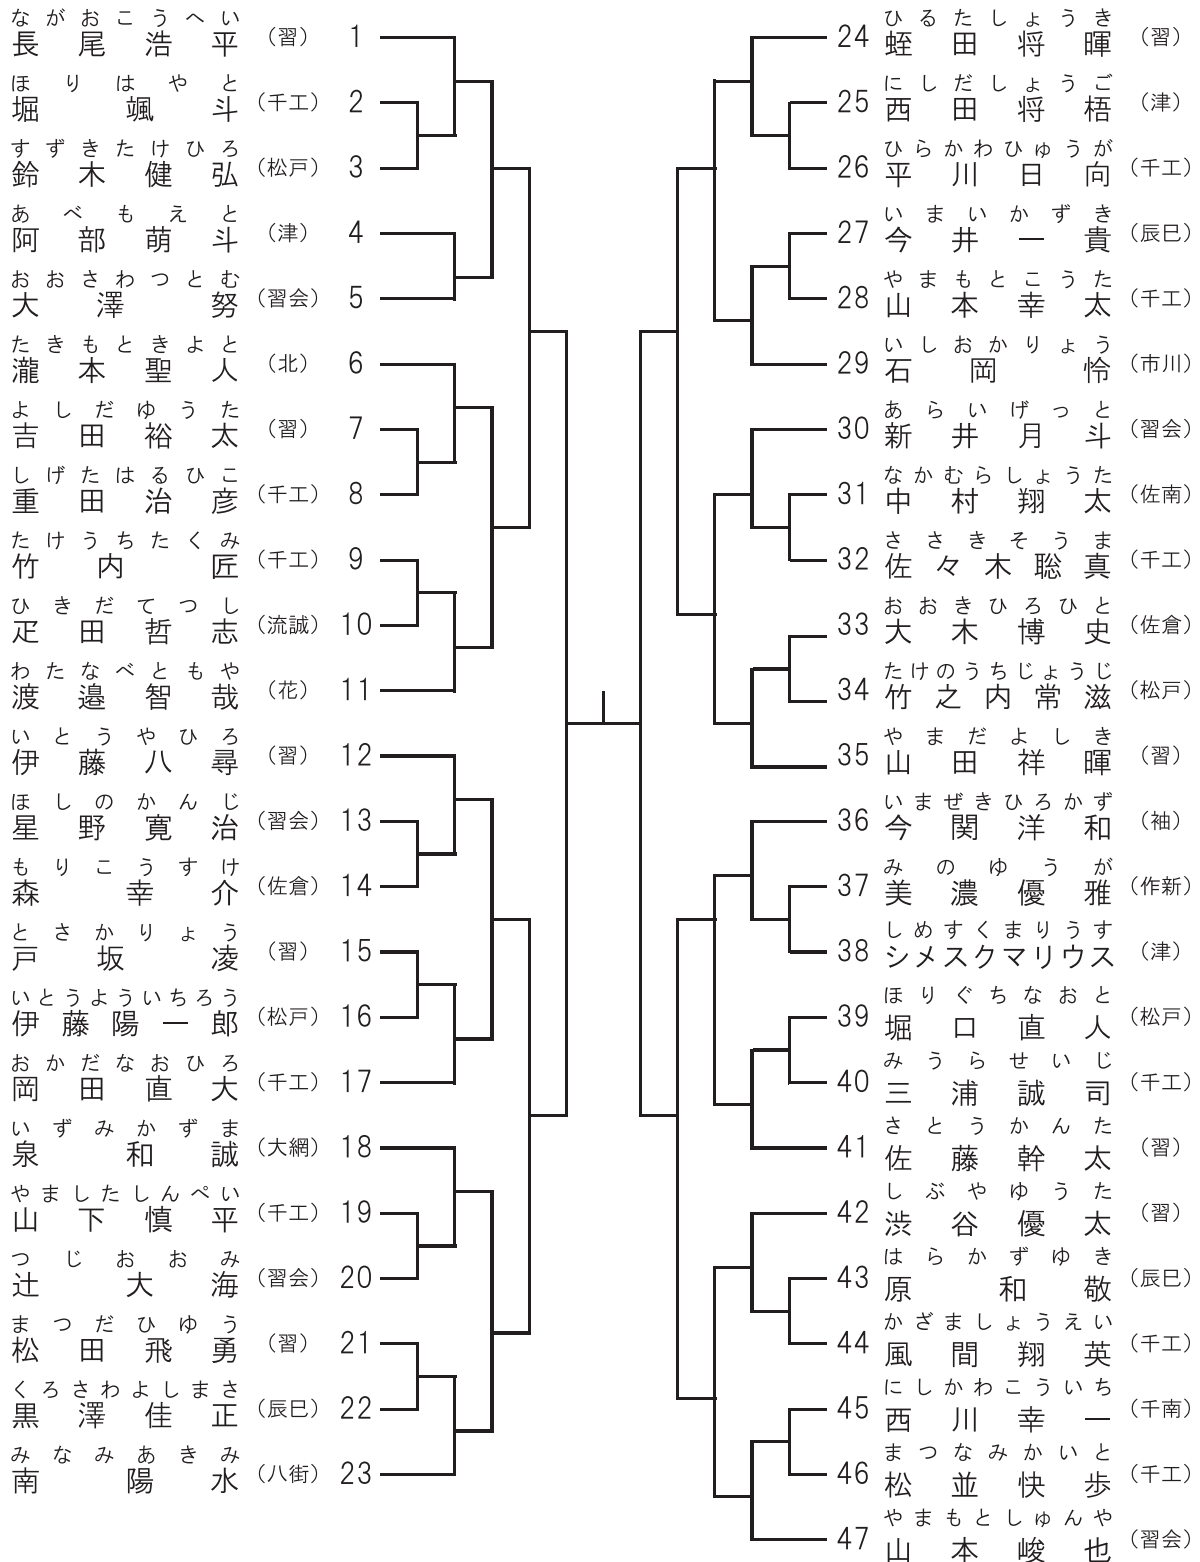 ながおこうへい
長尾浩平 (習) 1
ほりはやと
堀颯斗 (千工) 2
すずきたけひろ
鈴木健弘 (松戸) 3
あべもえと
阿部萌斗 (津) 4
おおさわつとむ
大澤努 (習会) 5
たきもときよと
瀧本聖人 (北) 6
よしだゆうた
吉田裕太 (習) 7
しげたはるひこ
重田治彦 (千工) 8
たけうちたくみ
竹内匠 (千工) 9
ひきだてつし
疋田哲志 (流誠) 10
わたなべともや
渡邉智哉 (花) 11
いとうやひろ
伊藤八尋 (習) 12
ほしのかんじ
星野寛治 (習会) 13
もりこうすけ
森幸介 (佐倉) 14
とさかりょう
戸坂凌 (習) 15
いとうよういちろう
伊藤陽一郎 (松戸) 16
おかだなおひろ
岡田直大 (千工) 17
いずみかずま
泉和誠 (大網) 18
やましたしんぺい
山下慎平 (千工) 19
つじおおみ
辻大海 (習会) 20
まつだひゆう
松田飛勇 (習) 21
くろさわよしまさ
黒澤佳正 (辰巳) 22
みなみあきみ
南陽水 (八街) 23
ひるたしょうき
24 蛭田将暉 (習)
にしだしょうご
25 西田将梧 (津)
ひらかわひゅうが
26 平川日向 (千工)
いまいかずき
27 今井一貴 (辰巳)
やまもとこうた
28 山本幸太 (千工)
いしおかりょう
29 石岡怜 (市川)
あらいげっと
30 新井月斗 (習会)
なかむらしょうた
31 中村翔太 (佐南)
ささきそうま
32 佐々木聡真 (千工)
おおきひろひと
33 大木博史 (佐倉)
たけのうちじょうじ
34 竹之内常滋 (松戸)
やまだよしき
35 山田祥暉 (習)
いまぜきひろかず
36 今関洋和 (袖)
みのゆうが
37 美濃優雅 (作新)
しめすくまりうす
38 シメスクマリウス (津)
ほりぐちなおと
39 堀口直人 (松戸)
みうらせいじ
40 三浦誠司 (千工)
さとうかんた
41 佐藤幹太 (習)
しぶやゆうた
42 渋谷優太 (習)
はらかずゆき
43 原和敬 (辰巳)
かざましょうえい
44 風間翔英 (千工)
にしかわこういち
45 西川幸一 (千南)
まつなみかいと
46 松並快歩 (千工)
やまもとしゅんや
47 山本峻也 (習会)